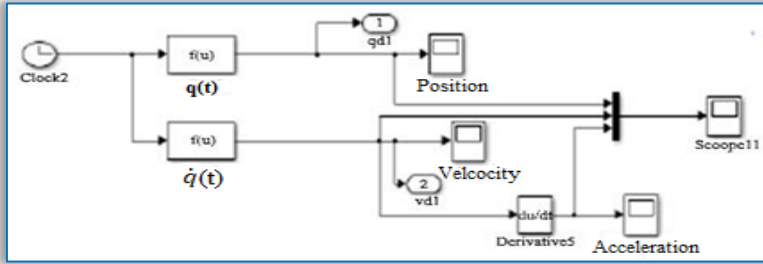 1
qd1
f(u)
Clock2
q(t)
Position
f(u)
Scoope11
q̇(t)
Velcocity
2
vd1
du/dt
Derivative5
Acceleration